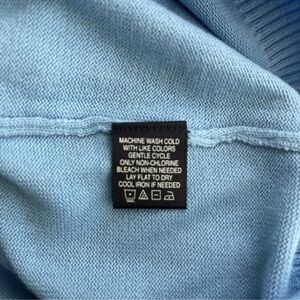 MACHINE WASH COLD
WITH LIKE COLORS
GENTLE CYCLE
ONLY NON-CHLORINE
BLEACH WHEN NEEDED
LAY FLAT TO DRY
COOL IRON IF NEEDED